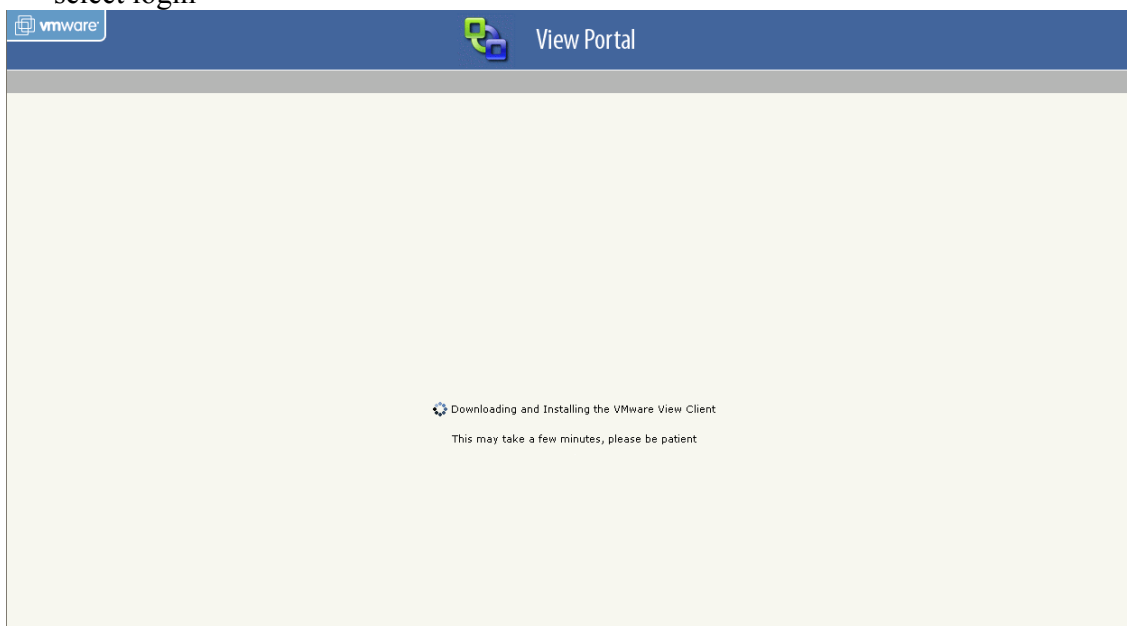 select login
vmware
View Portal
Downloading and Installing the VMware View Client
This may take a few minutes, please be patient